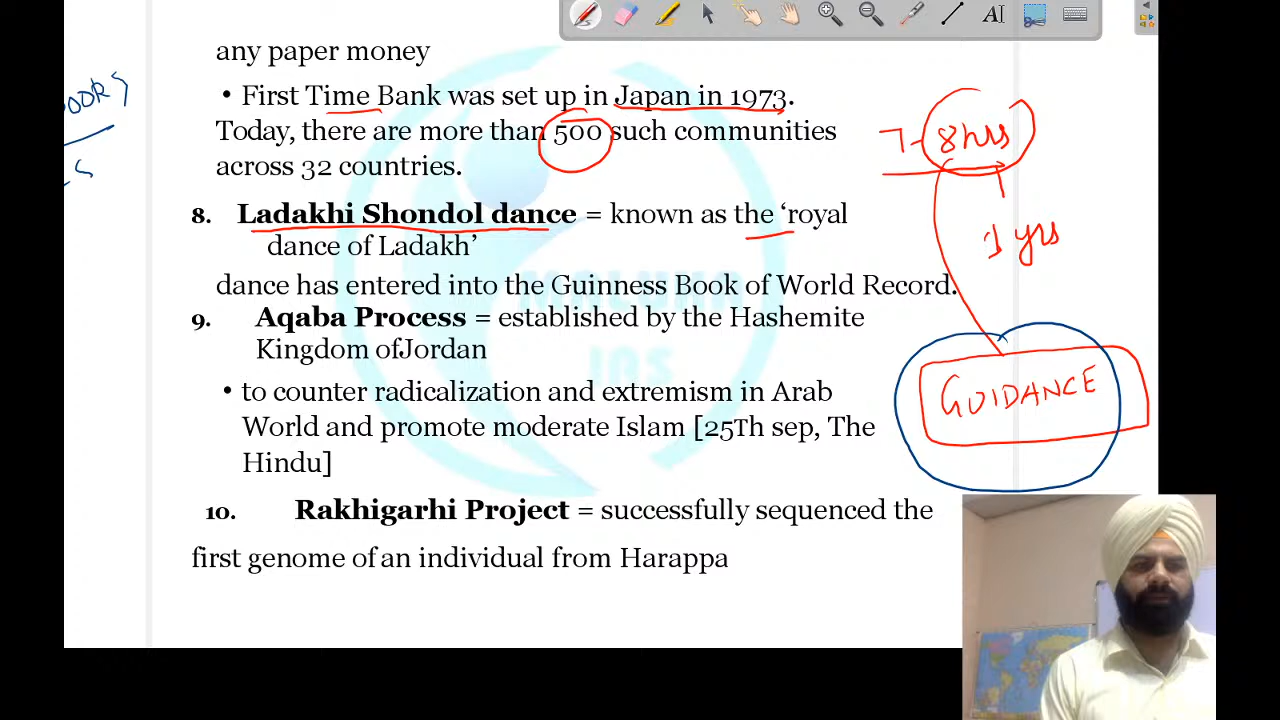 any paper money
• First Time Bank was set up in Japan in 1973.
Today, there are more than 500 such communities
across 32 countries.
8. Ladakhi Shondol dance = known as the ‘royal
dance of Ladakh’
dance has entered into the Guinness Book of World Record.
9. Aqaba Process = established by the Hashemite
Kingdom ofJordan
• to counter radicalization and extremism in Arab
World and promote moderate Islam [25Th sep, The
Hindu]
10. Rakhigarhi Project = successfully sequenced the
first genome of an individual from Harappa
7-8hrs
1 yrs
GUIDANCE
IAS
AI